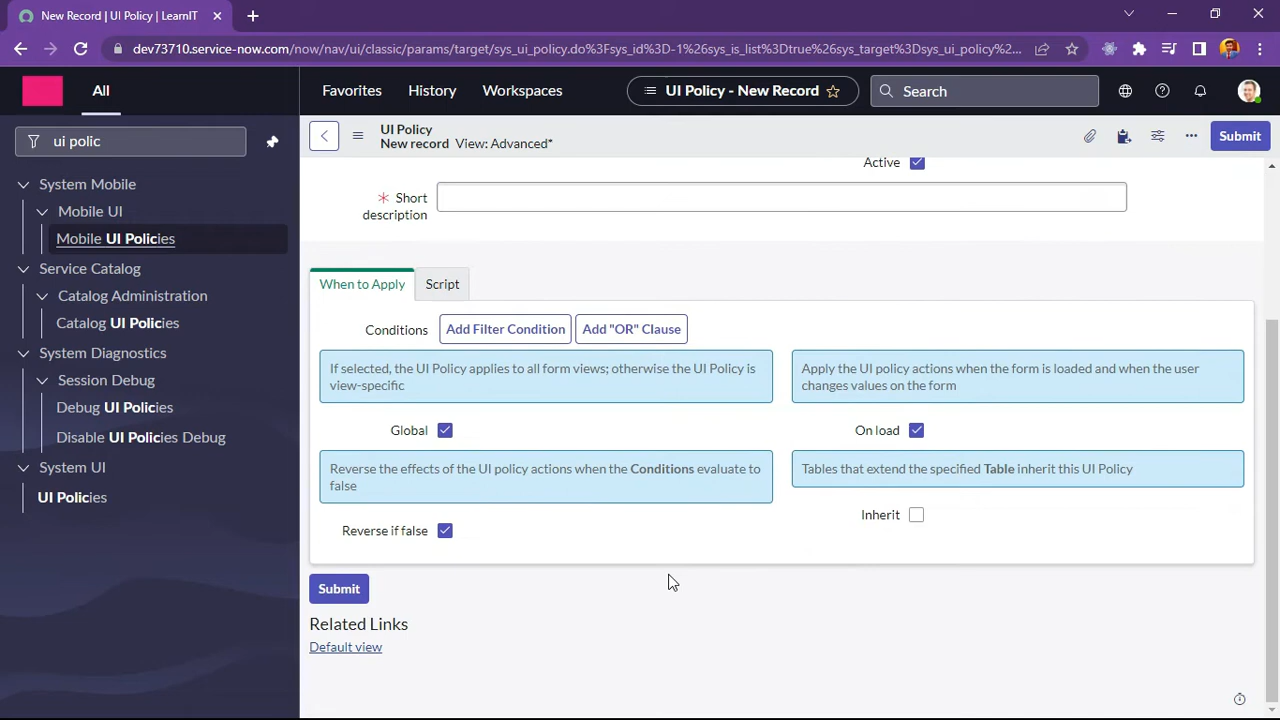 New Record | UI Policy | LearnIT
dev73710.service-now.com/now/nav/ui/classic/params/target/sys_ui_policy.do%3Fsys_id%3D-1%26sys_is_list%3Dtrue%26sys_target%3Dsys_ui_policy%2...
All
Favorites
History
Workspaces
UI Policy - New Record
Search
ui polic
UI Policy
New record View: Advanced*
Submit
System Mobile
Mobile UI
Mobile UI Policies
Service Catalog
Catalog Administration
Catalog UI Policies
System Diagnostics
Session Debug
Debug UI Policies
Disable UI Policies Debug
System UI
UI Policies
Active
* Short
description
When to Apply
Script
Conditions
Add Filter Condition
Add "OR" Clause
If selected, the UI Policy applies to all form views; otherwise the UI Policy is
view-specific
Apply the UI policy actions when the form is loaded and when the user
changes values on the form
Global
On load
Reverse the effects of the UI policy actions when the Conditions evaluate to
false
Tables that extend the specified Table inherit this UI Policy
Reverse if false
Inherit
Submit
Related Links
Default view